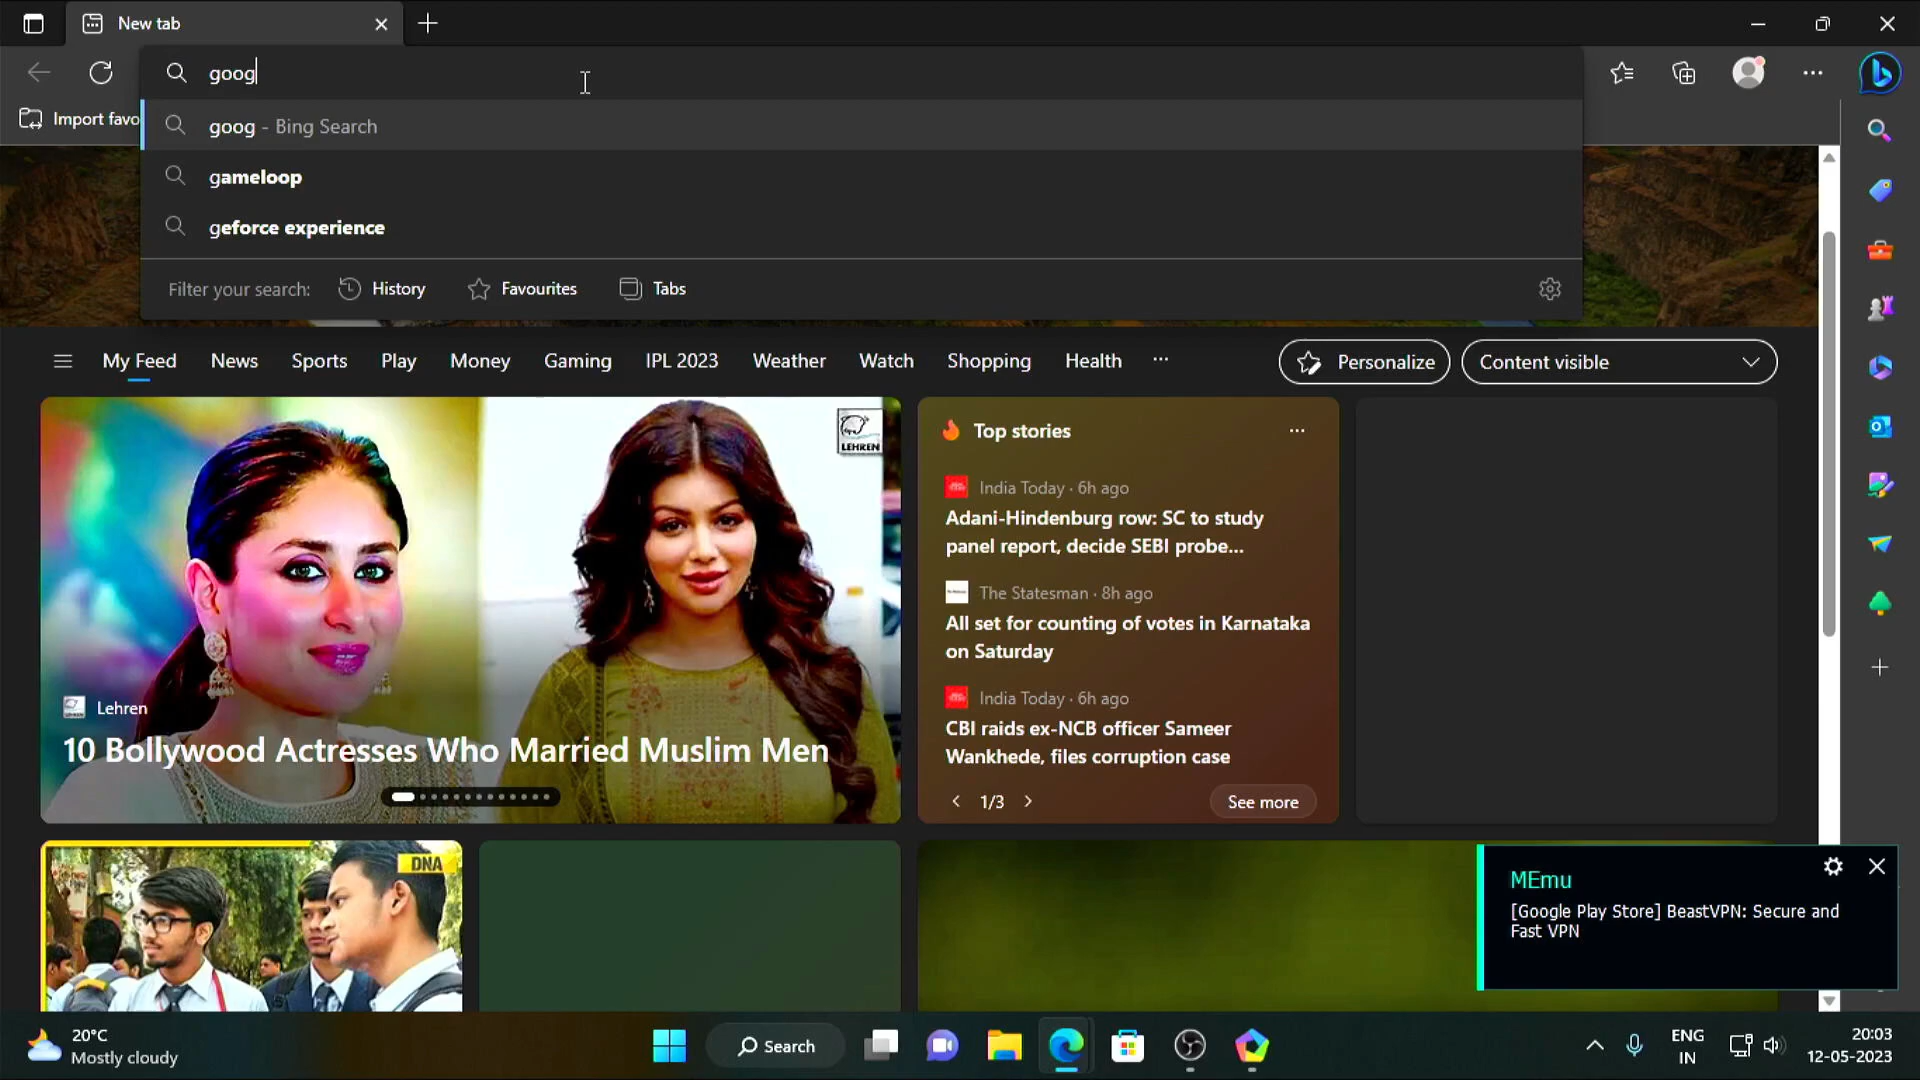 New tab
goog
Import favo
goog - Bing Search
gameloop
geforce experience
Filter your search:
History
Favourites
Tabs
My Feed
News
Sports
Play
Money
Gaming
IPL 2023
Weather
Watch
Shopping
Health
Personalize
Content visible
LEHREN
Lehren
10 Bollywood Actresses Who Married Muslim Men
Top stories
India Today · 6h ago
Adani-Hindenburg row: SC to study
panel report, decide SEBI probe...
The Statesman · 8h ago
All set for counting of votes in Karnataka
on Saturday
India Today · 6h ago
CBI raids ex-NCB officer Sameer
Wankhede, files corruption case
1/3
See more
DNA
MEmu
[Google Play Store] BeastVPN: Secure and
Fast VPN
20°C
Mostly cloudy
Search
ENG
IN
20:03
12-05-2023